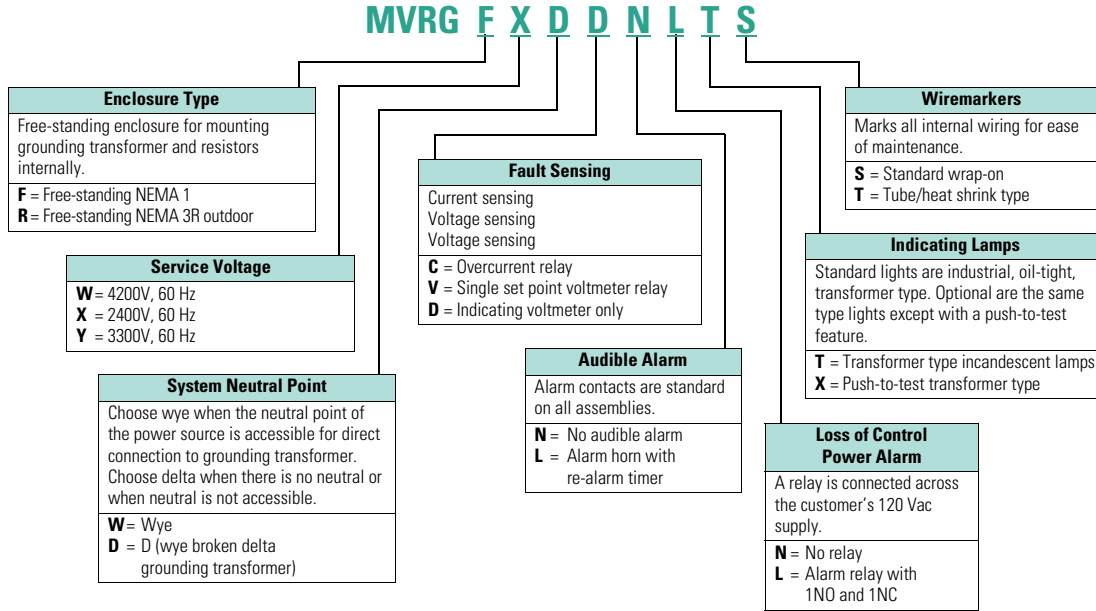 MVRG F X D D N L T S
Enclosure Type
Free-standing enclosure for mounting
grounding transformer and resistors
internally.
F = Free-standing NEMA 1
R = Free-standing NEMA 3R outdoor
Service Voltage
W = 4200V, 60 Hz
X = 2400V, 60 Hz
Y = 3300V, 60 Hz
System Neutral Point
Choose wye when the neutral point of
the power source is accessible for direct
connection to grounding transformer.
Choose delta when there is no neutral or
when neutral is not accessible.
W = Wye
D = D (wye broken delta
grounding transformer)
Fault Sensing
Current sensing
Voltage sensing
Voltage sensing
C = Overcurrent relay
V = Single set point voltmeter relay
D = Indicating voltmeter only
Audible Alarm
Alarm contacts are standard
on all assemblies.
N = No audible alarm
L = Alarm horn with
re-alarm timer
Loss of Control
Power Alarm
A relay is connected across
the customer's 120 Vac
supply.
N = No relay
L = Alarm relay with
1NO and 1NC
Indicating Lamps
Standard lights are industrial, oil-tight,
transformer type. Optional are the same
type lights except with a push-to-test
feature.
T = Transformer type incandescent lamps
X = Push-to-test transformer type
Wiremarkers
Marks all internal wiring for ease
of maintenance.
S = Standard wrap-on
T = Tube/heat shrink type